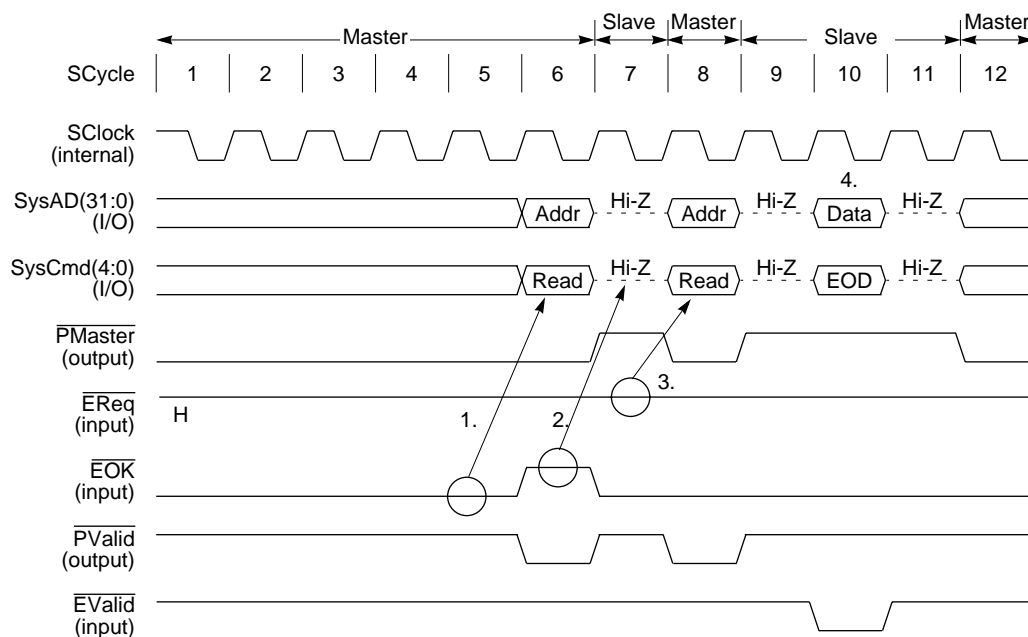 Master Slave Master Slave Master
SCycle 1 2 3 4 5 6 7 8 9 10 11 12
SClock
(internal)
4.
SysAD(31:0)
(I/O)
Addr Hi-Z Addr Hi-Z Data Hi-Z
SysCmd(4:0)
(I/O)
Read Hi-Z Read Hi-Z EOD Hi-Z
PMaster
(output)
3.
EReq
(input)
H
1. 2.
EOK
(input)
PValid
(output)
EValid
(input)